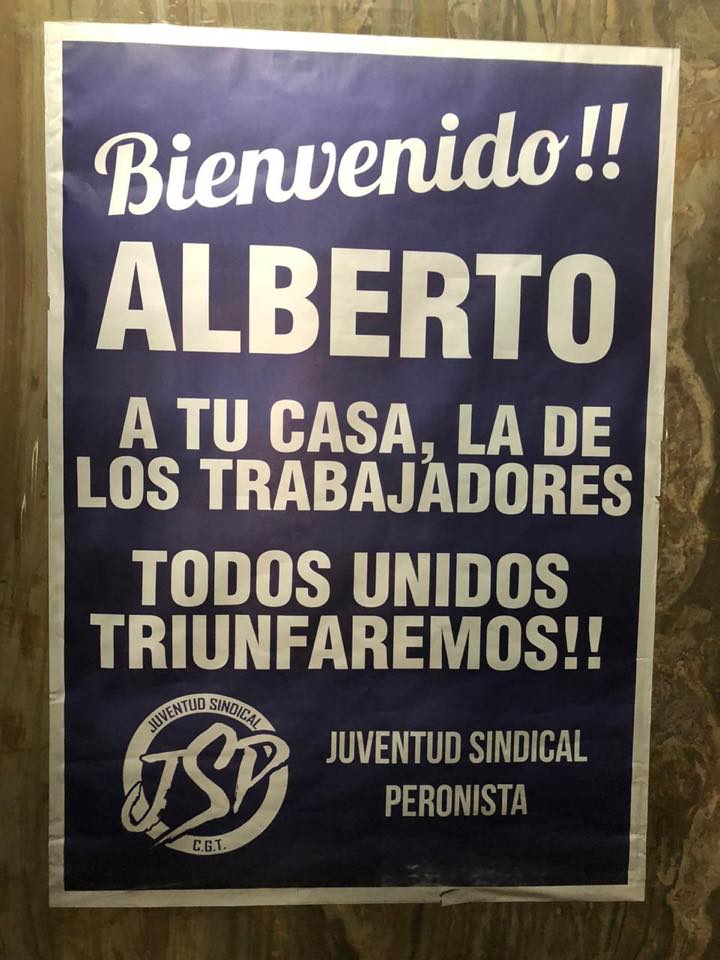 Bienvenido!!
ALBERTO
A TU CASA, LA DE
LOS TRABAJADORES
TODOS UNIDOS
TRIUNFAREMOS!!
JUVENTUD SINDICAL
JSP
C.G.T.
JUVENTUD SINDICAL
PERONISTA